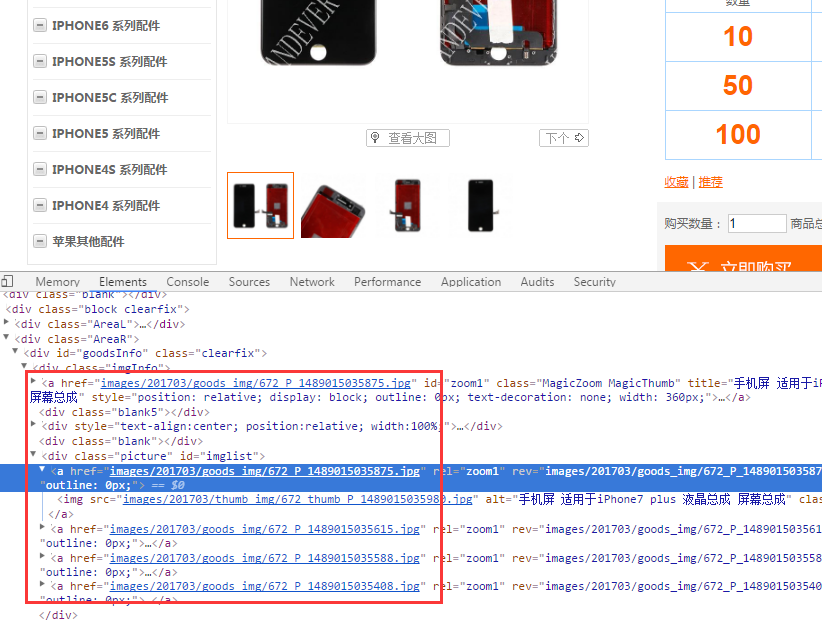 数量
IPHONE6 系列配件
10
IPHONE5S 系列配件
IPHONE5C 系列配件
50
IPHONE5 系列配件
100
查看大图
下个
IPHONE4S 系列配件
收藏 | 推荐
IPHONE4 系列配件
购买数量： 1 商品总
苹果其他配件
立即购买
Memory Elements Console Sources Network Performance Application Audits Security
<div class="blank"></div>
<div class="block clearfix">
<div class="AreaL">…</div>
<div class="AreaR">
<div id="goodsInfo" class="clearfix">
<div class="imgInfo">
<a href="images/201703/goods_img/672_P_1489015035875.jpg" id="zoom1" class="MagicZoom MagicThumb" title="手机屏 适用于iP
屏幕总成" style="position: relative; display: block; outline: 0px; text-decoration: none; width: 360px;">…</a>
<div class="blank5"></div>
<div style="text-align:center; position:relative; width:100%;">…</div>
<div class="blank"></div>
<div class="picture" id="imglist">
<a href="images/201703/goods_img/672_P_1489015035875.jpg" rel="zoom1" rev="images/201703/goods_img/672_P_14890150358​7
"outline: 0px;"> == $0
<img src="images/201703/thumb_img/672_thumb_P_1489015035980.jpg" alt="手机屏 适用于iPhone7 plus 液晶总成 屏幕总成" clas
</a>
<a href="images/201703/goods_img/672_P_1489015035615.jpg" rel="zoom1" rev="images/201703/goods_img/672_P_148901503561
"outline: 0px;">…</a>
<a href="images/201703/goods_img/672_P_1489015035588.jpg" rel="zoom1" rev="images/201703/goods_img/672_P_148901503558
"outline: 0px;">…</a>
<a href="images/201703/goods_img/672_P_1489015035408.jpg" rel="zoom1" rev="images/201703/goods_img/672_P_148901503540
"outline: 0px;">…</a>
</div>